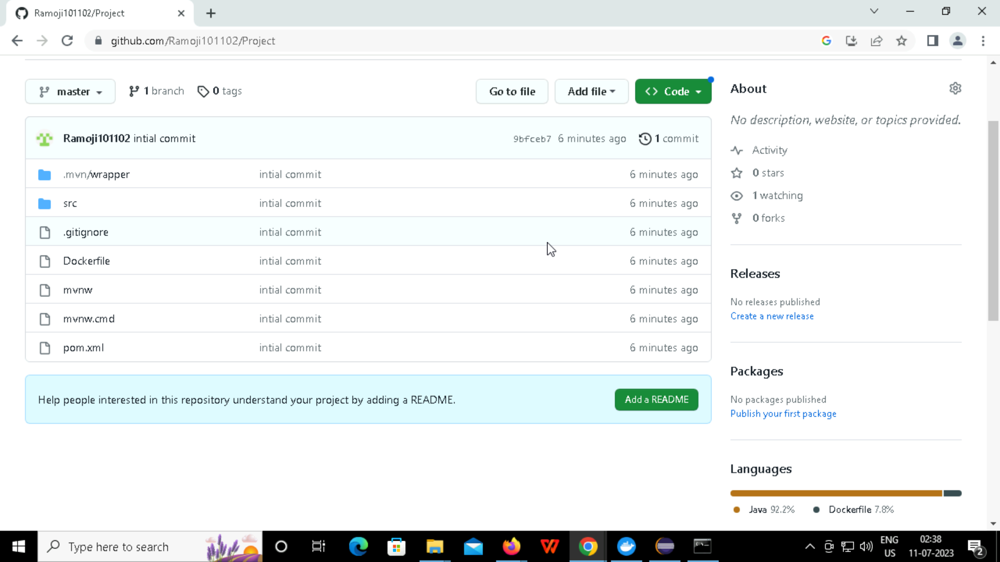 Ramoji101102/Project
github.com/Ramoji101102/Project
master
1 branch
0 tags
Go to file
Add file
<> Code
Ramoji101102 intial commit
9bfceb7 6 minutes ago
1 commit
.mvn/wrapper intial commit 6 minutes ago
src intial commit 6 minutes ago
.gitignore intial commit 6 minutes ago
Dockerfile intial commit 6 minutes ago
mvnw intial commit 6 minutes ago
mvnw.cmd intial commit 6 minutes ago
pom.xml intial commit 6 minutes ago
Help people interested in this repository understand your project by adding a README.
Add a README
About
No description, website, or topics provided.
Activity
0 stars
1 watching
0 forks
Releases
No releases published
Create a new release
Packages
No packages published
Publish your first package
Languages
Java 92.2% Dockerfile 7.8%
Type here to search
ENG
US
02:38
11-07-2023
2